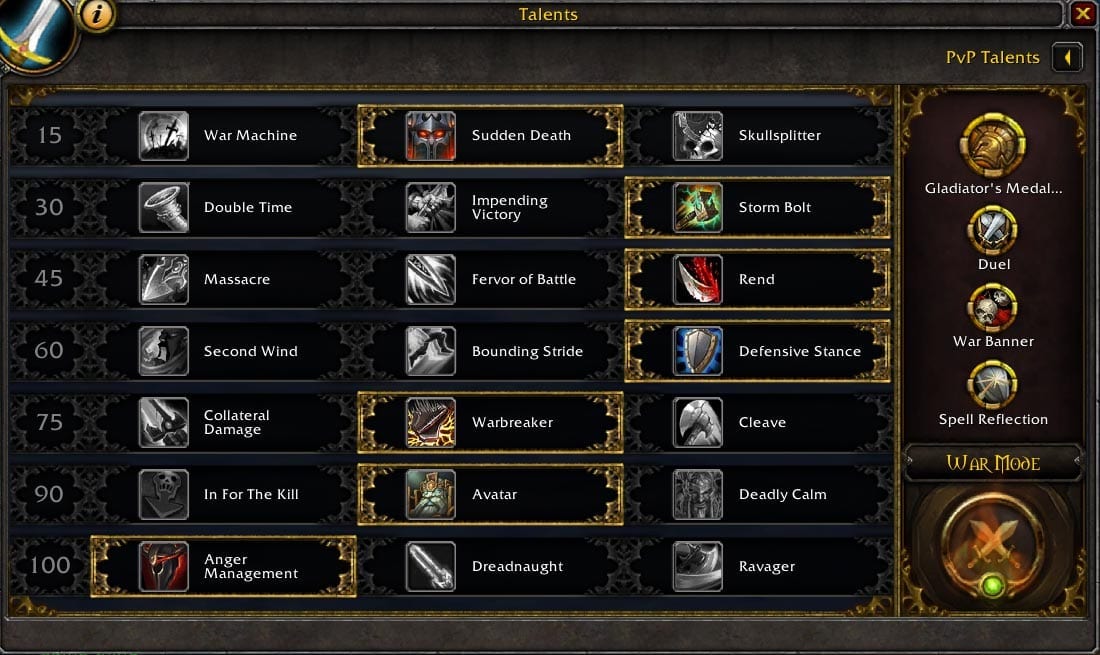 i
Talents
PvP Talents
15 War Machine Sudden Death Skullsplitter
30 Double Time Impending Victory Storm Bolt
45 Massacre Fervor of Battle Rend
60 Second Wind Bounding Stride Defensive Stance
75 Collateral Damage Warbreaker Cleave
90 In For The Kill Avatar Deadly Calm
100 Anger Management Dreadnaught Ravager
Gladiator's Medal...
Duel
War Banner
Spell Reflection
War Mode